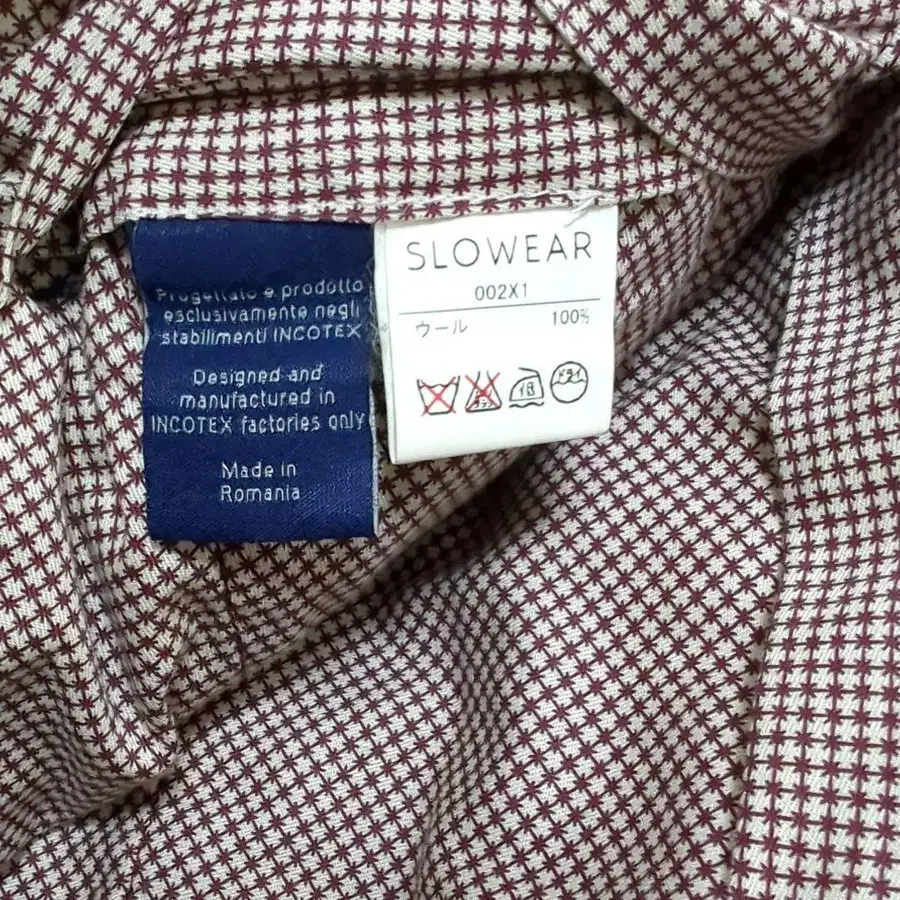 Progettato e prodotto
esclusivamente negli
stabilimenti INCOTEX
Designed and
manufactured in
INCOTEX factories only
Made in
Romania
SLOWEAR
002X1
ウール 100%